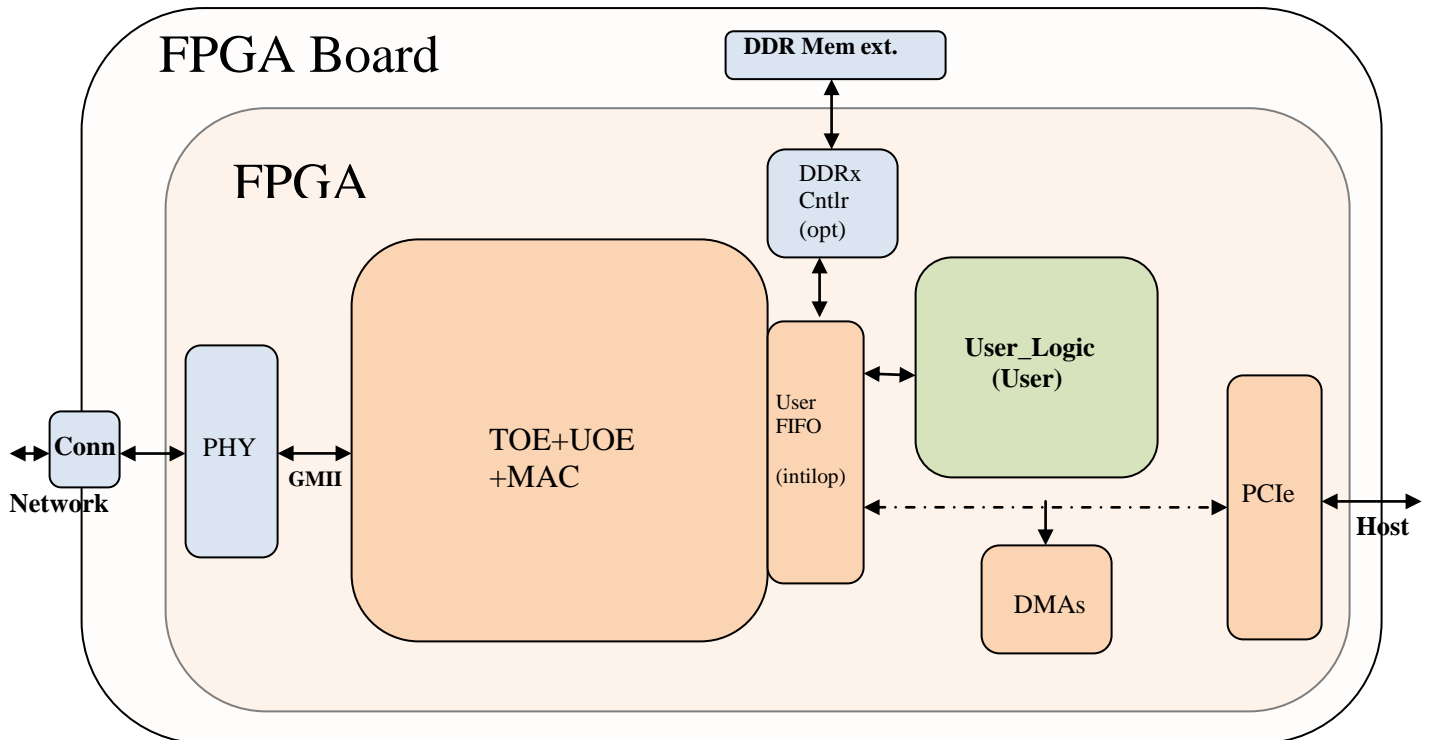 FPGA Board
DDR Mem ext.
FPGA
DDRx
Cntlr
(opt)
User_Logic
(User)
User
FIFO
(intilop)
TOE+UOE
+MAC
Conn
PHY
GMII
Network
PCIe
Host
DMAs